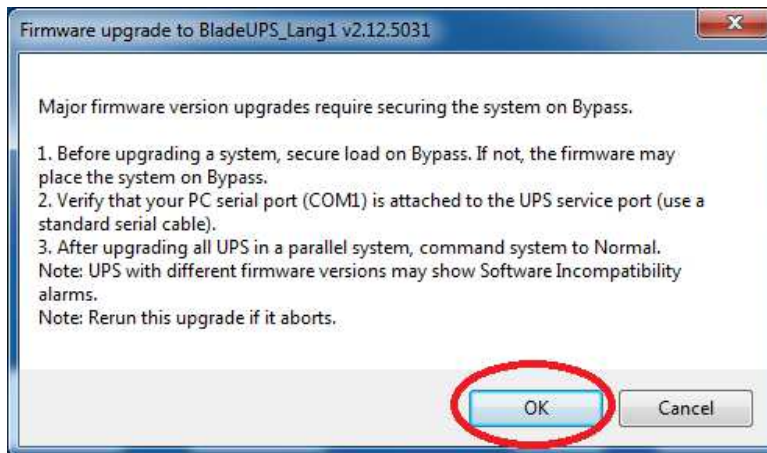 Firmware upgrade to BladeUPS_Lang1 v2.12.5031
Major firmware version upgrades require securing the system on Bypass.
1. Before upgrading a system, secure load on Bypass. If not, the firmware may
place the system on Bypass.
2. Verify that your PC serial port (COM1) is attached to the UPS service port (use a
standard serial cable).
3. After upgrading all UPS in a parallel system, command system to Normal.
Note: UPS with different firmware versions may show Software Incompatibility
alarms.
Note: Rerun this upgrade if it aborts.
OK Cancel